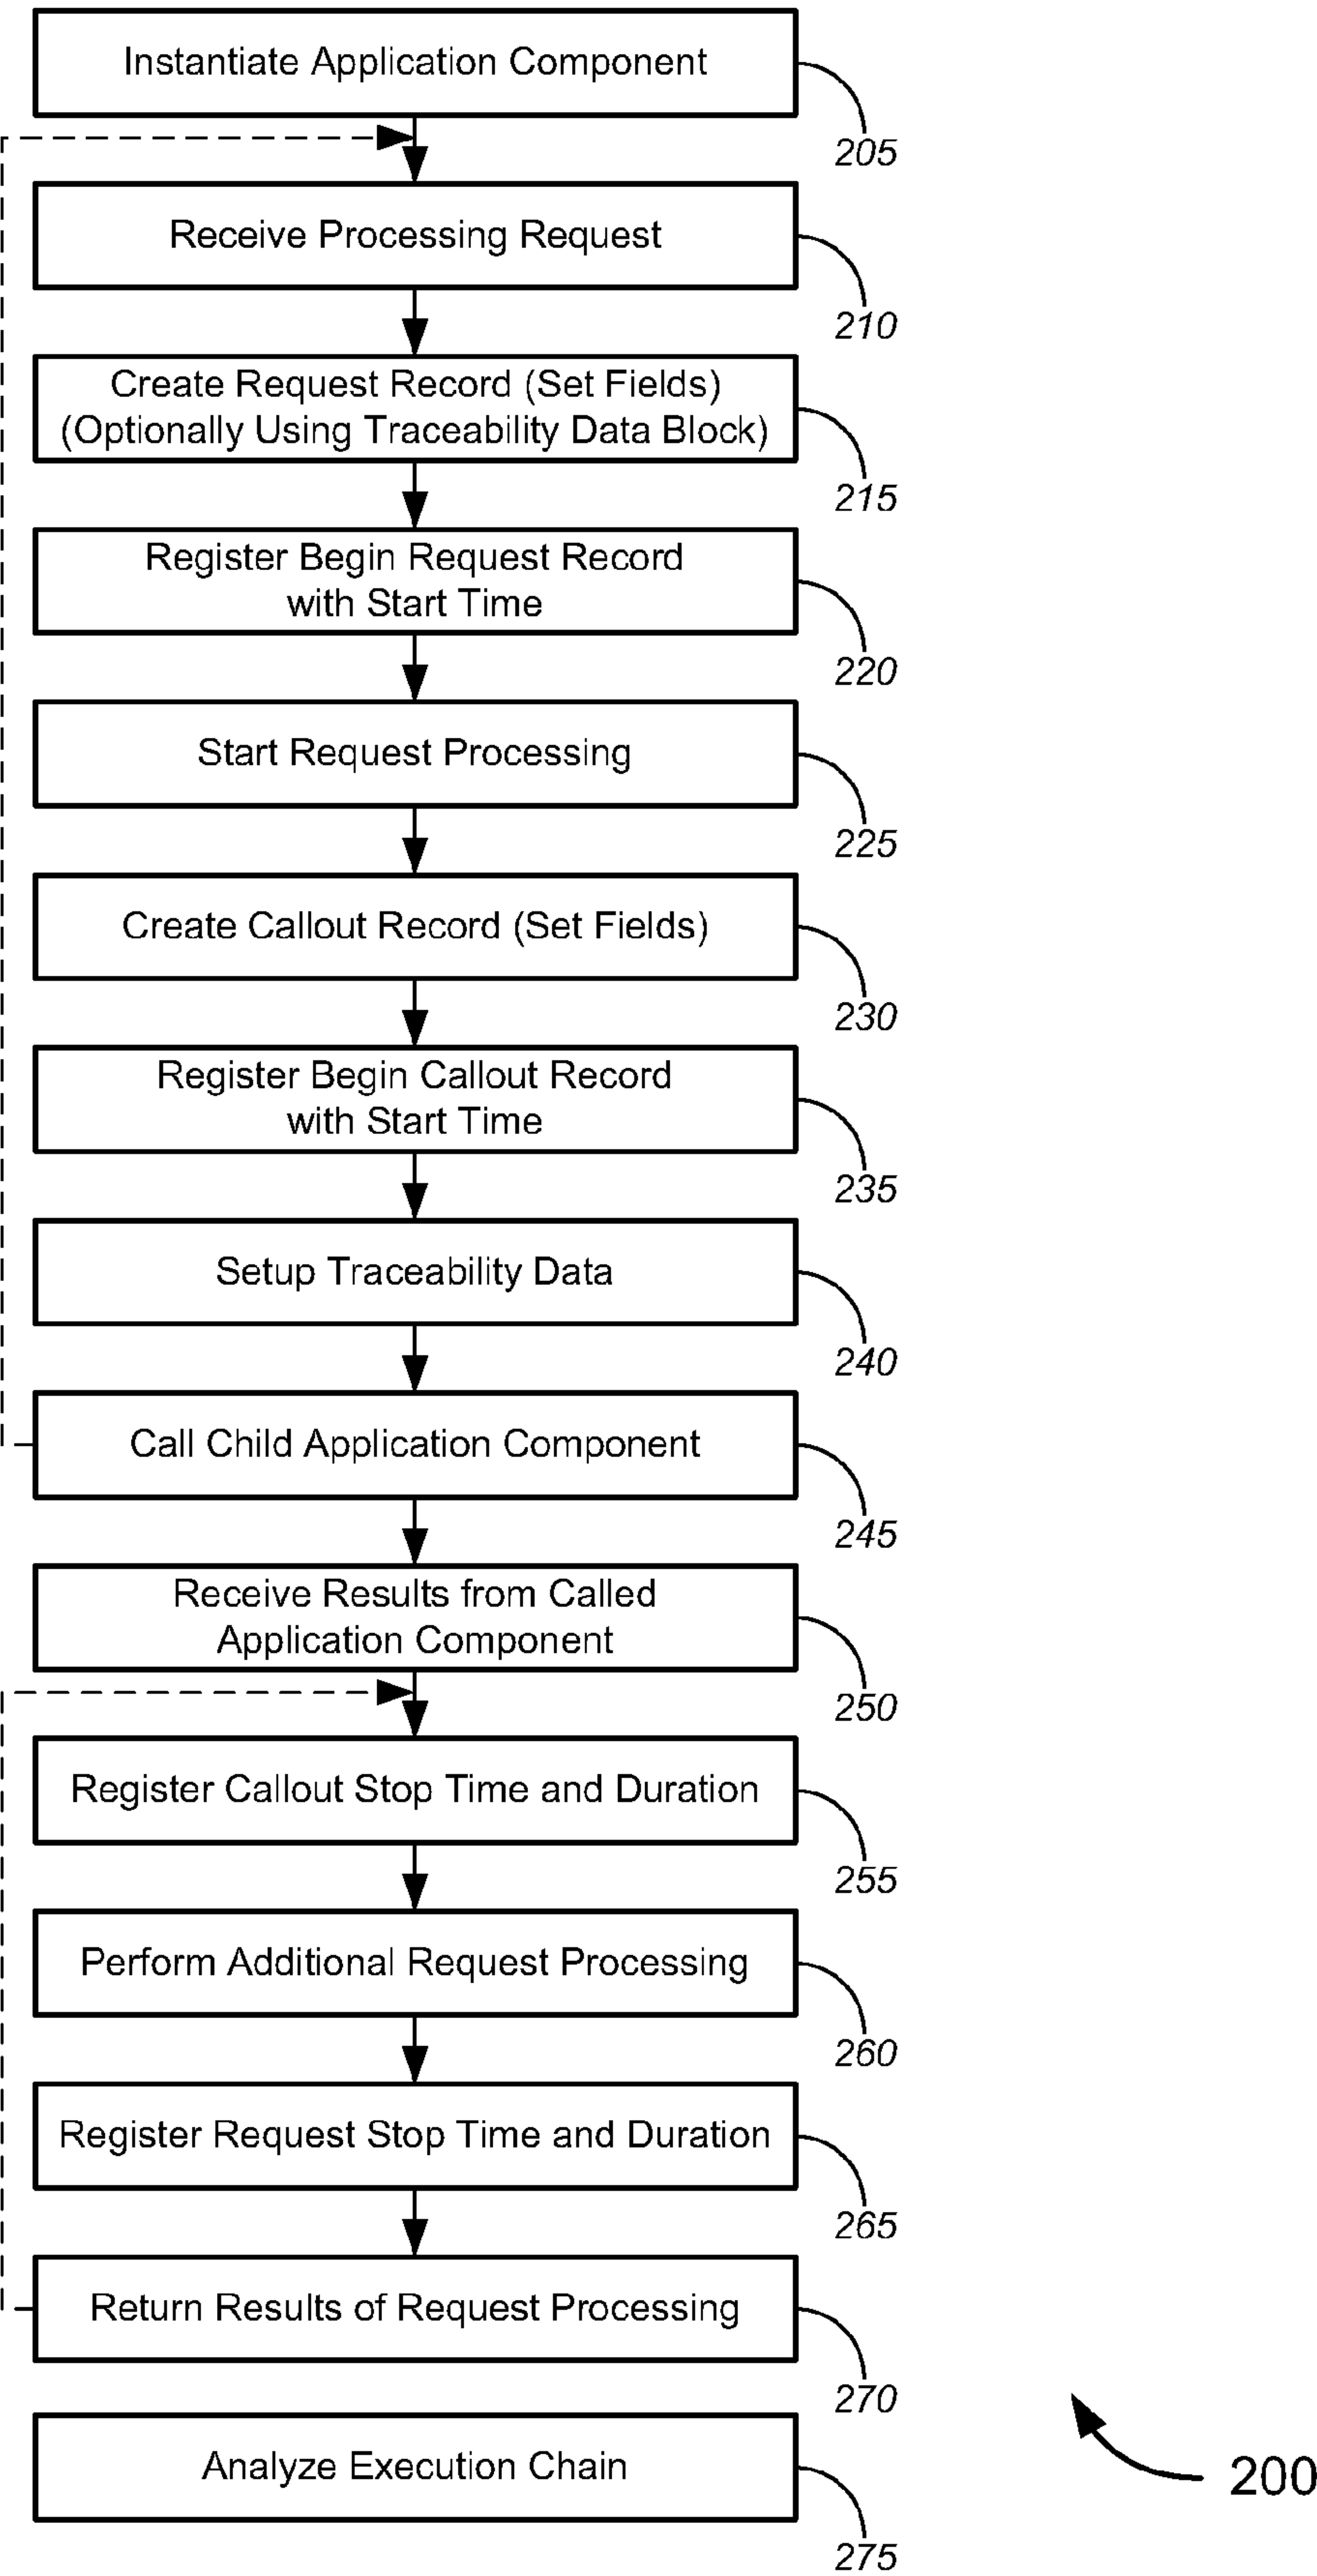 Instantiate Application Component
205
Receive Processing Request
210
Create Request Record (Set Fields)
(Optionally Using Traceability Data Block)
215
Register Begin Request Record
with Start Time
220
Start Request Processing
225
Create Callout Record (Set Fields)
230
Register Begin Callout Record
with Start Time
235
Setup Traceability Data
240
Call Child Application Component
245
Receive Results from Called
Application Component
250
Register Callout Stop Time and Duration
255
Perform Additional Request Processing
260
Register Request Stop Time and Duration
265
Return Results of Request Processing
270
Analyze Execution Chain
200
275